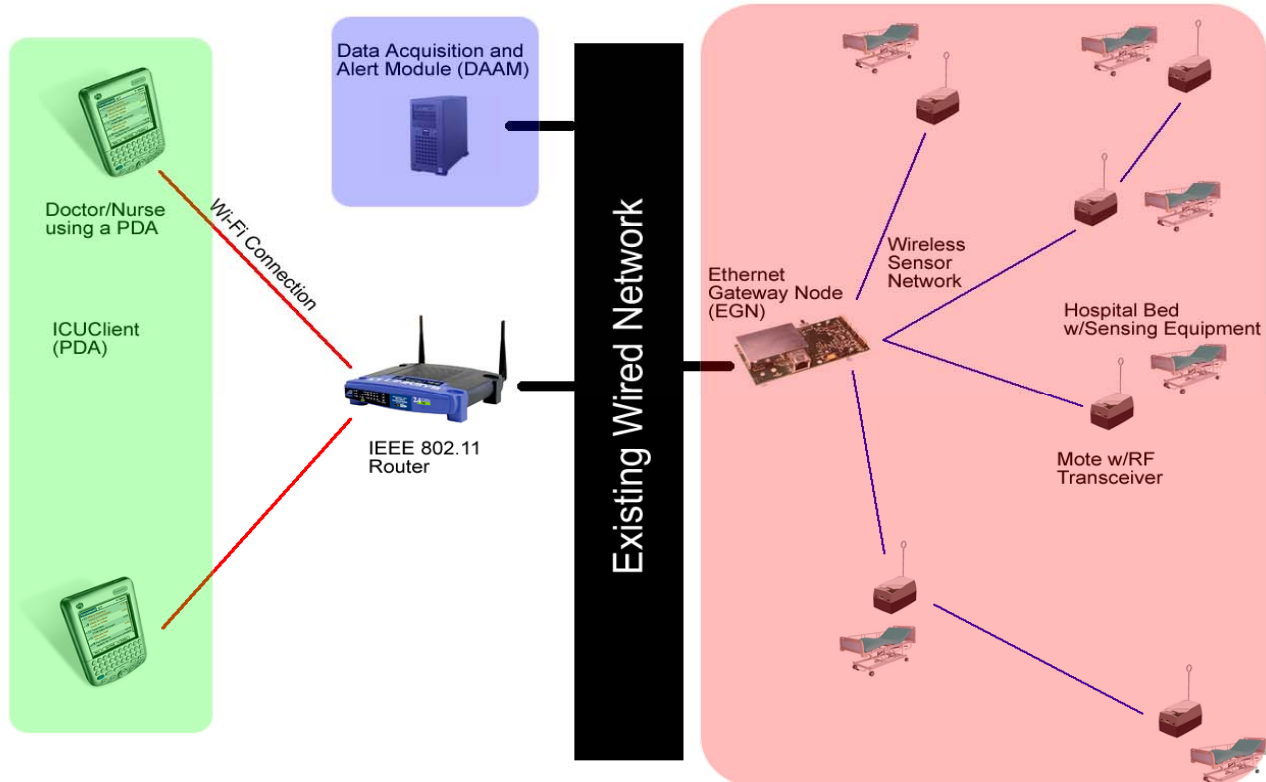 Data Acquisition and
Alert Module (DAAM)
Doctor/Nurse
using a PDA
Wi-Fi Connection
ICUClient
(PDA)
IEEE 802.11
Router
Existing Wired Network
Ethernet
Gateway Node
(EGN)
Wireless
Sensor
Network
Hospital Bed
w/Sensing Equipment
Mote w/RF
Transceiver